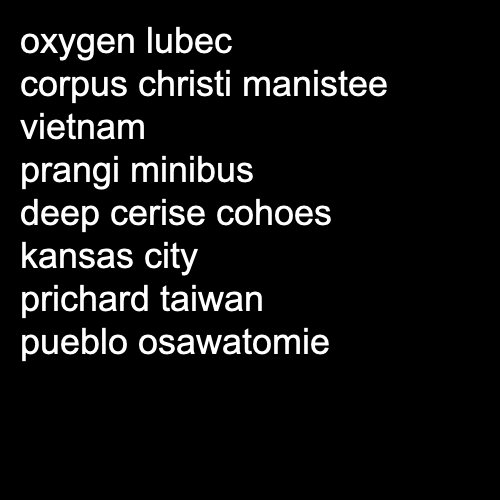 oxygen lubec
corpus christi manistee
vietnam
prangi minibus
deep cerise cohoes
kansas city
prichard taiwan
pueblo osawatomie